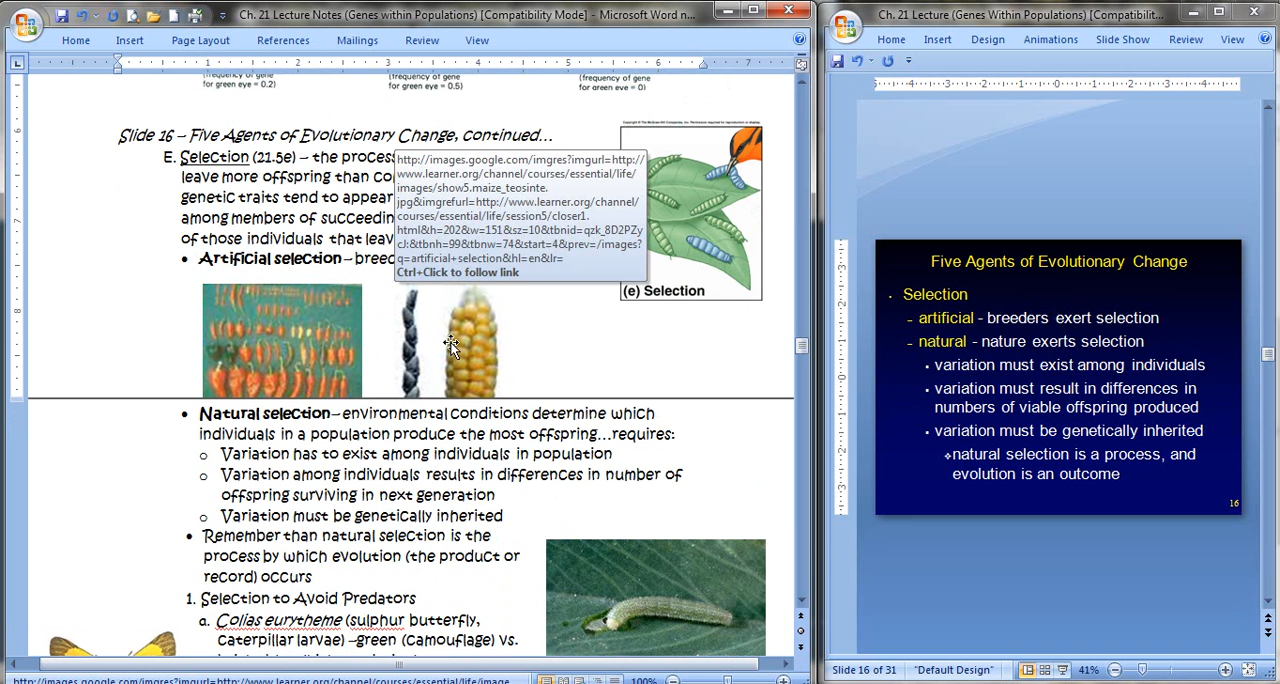 Ch. 21 Lecture Notes (Genes within Populations) [Compatibility Mode] - Microsoft Word n...
Home Insert Page Layout References Mailings Review View
(frequency of gene
for green eye = 0.2)
(frequency of gene
for green eye = 0.5)
(frequency of gene
for green eye = 0)
Slide 16 – Five Agents of Evolutionary Change, continued…
E. Selection (21.5e) – the process
leave more offspring than co
genetic traits tend to appear
among members of succeedin
of those individuals that leav
• Artificial selection – breed
http://images.google.com/imgres?imgurl=http://
www.learner.org/channel/courses/essential/life/
images/show5.maize_teosinte.
jpg&imgrefurl=http://www.learner.org/channel/
courses/essential/life/session5/closer1.
html&h=202&w=151&sz=10&tbnid=qzk_8D2PZy
cJ:&tbnh=99&tbnw=74&start=4&prev=/images?
q=artificial+selection&hl=en&lr=
Ctrl+Click to follow link
(e) Selection
• Natural selection – environmental conditions determine which
individuals in a population produce the most offspring…requires:
o Variation has to exist among individuals in population
o Variation among individuals results in differences in number of
offspring surviving in next generation
o Variation must be genetically inherited
• Remember than natural selection is the
process by which evolution (the product or
record) occurs
1. Selection to Avoid Predators
a. Colias eurytheme (sulphur butterfly,
caterpillar larvae) –green (camouflage) vs.
http://images.google.com/imgres?imgurl=http://www.learner.org/channel/courses/essential/life/image...
100%
Ch. 21 Lecture (Genes Within Populations) [Compatibilit...
Home Insert Design Animations Slide Show Review View
Five Agents of Evolutionary Change
• Selection
– artificial - breeders exert selection
– natural - nature exerts selection
• variation must exist among individuals
• variation must result in differences in
numbers of viable offspring produced
• variation must be genetically inherited
❖natural selection is a process, and
evolution is an outcome
16
Slide 16 of 31 "Default Design" 41%